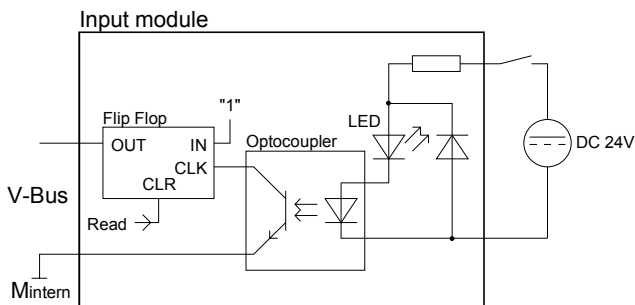 Input module
Flip Flop
"1"
OUT
IN
CLK
CLR
Optocoupler
LED
DC 24V
V-Bus
Read
Mintern